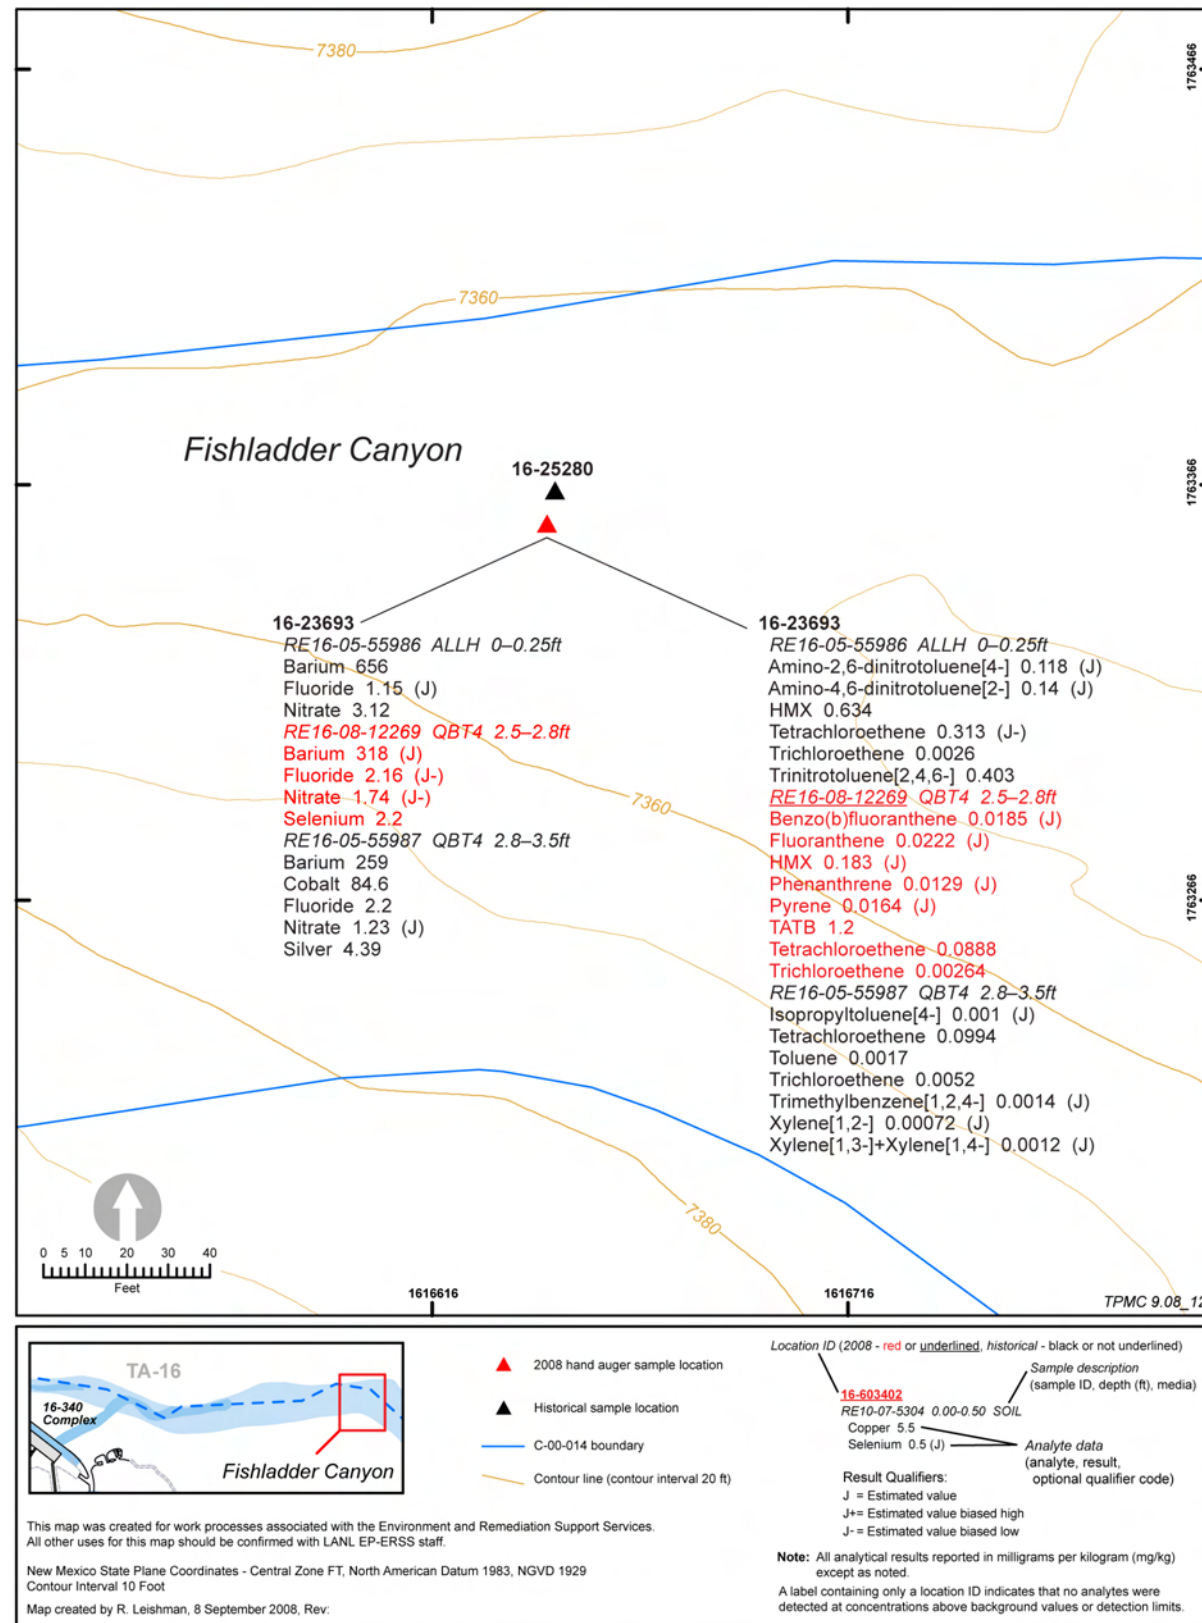 7380
1763466
7360
Fishladder Canyon
16-25280
1763366
16-23693
RE16-05-55986 ALLH 0–0.25ft
Barium 656
Fluoride 1.15 (J)
Nitrate 3.12
RE16-08-12269 QBT4 2.5–2.8ft
Barium 318 (J)
Fluoride 2.16 (J-)
Nitrate 1.74 (J-)
Selenium 2.2
RE16-05-55987 QBT4 2.8–3.5ft
Barium 259
Cobalt 84.6
Fluoride 2.2
Nitrate 1.23 (J)
Silver 4.39
16-23693
RE16-05-55986 ALLH 0–0.25ft
Amino-2,6-dinitrotoluene[4-] 0.118 (J)
Amino-4,6-dinitrotoluene[2-] 0.14 (J)
HMX 0.634
Tetrachloroethene 0.313 (J-)
Trichloroethene 0.0026
Trinitrotoluene[2,4,6-] 0.403
RE16-08-12269 QBT4 2.5–2.8ft
Benzo(b)fluoranthene 0.0185 (J)
Fluoranthene 0.0222 (J)
HMX 0.183 (J)
Phenanthrene 0.0129 (J)
Pyrene 0.0164 (J)
TATB 1.2
Tetrachloroethene 0.0888
Trichloroethene 0.00264
RE16-05-55987 QBT4 2.8–3.5ft
Isopropyltoluene[4-] 0.001 (J)
Tetrachloroethene 0.0994
Toluene 0.0017
Trichloroethene 0.0052
Trimethylbenzene[1,2,4-] 0.0014 (J)
Xylene[1,2-] 0.00072 (J)
Xylene[1,3-]+Xylene[1,4-] 0.0012 (J)
7360
1763266
7380
0 5 10 20 30 40
Feet
1616616
1616716
TPMC 9.08_12
TA-16
16-340
Complex
Fishladder Canyon
2008 hand auger sample location
Historical sample location
C-00-014 boundary
Contour line (contour interval 20 ft)
Location ID (2008 - red or underlined, historical - black or not underlined)
Sample description
(sample ID, depth (ft), media)
16-603402
RE10-07-5304 0.00-0.50 SOIL
Copper 5.5
Selenium 0.5 (J)
Analyte data
(analyte, result,
optional qualifier code)
Result Qualifiers:
J = Estimated value
J+= Estimated value biased high
J- = Estimated value biased low
Note: All analytical results reported in milligrams per kilogram (mg/kg)
except as noted.
A label containing only a location ID indicates that no analytes were
detected at concentrations above background values or detection limits.
This map was created for work processes associated with the Environment and Remediation Support Services.
All other uses for this map should be confirmed with LANL EP-ERSS staff.
New Mexico State Plane Coordinates - Central Zone FT, North American Datum 1983, NGVD 1929
Contour Interval 10 Foot
Map created by R. Leishman, 8 September 2008, Rev: